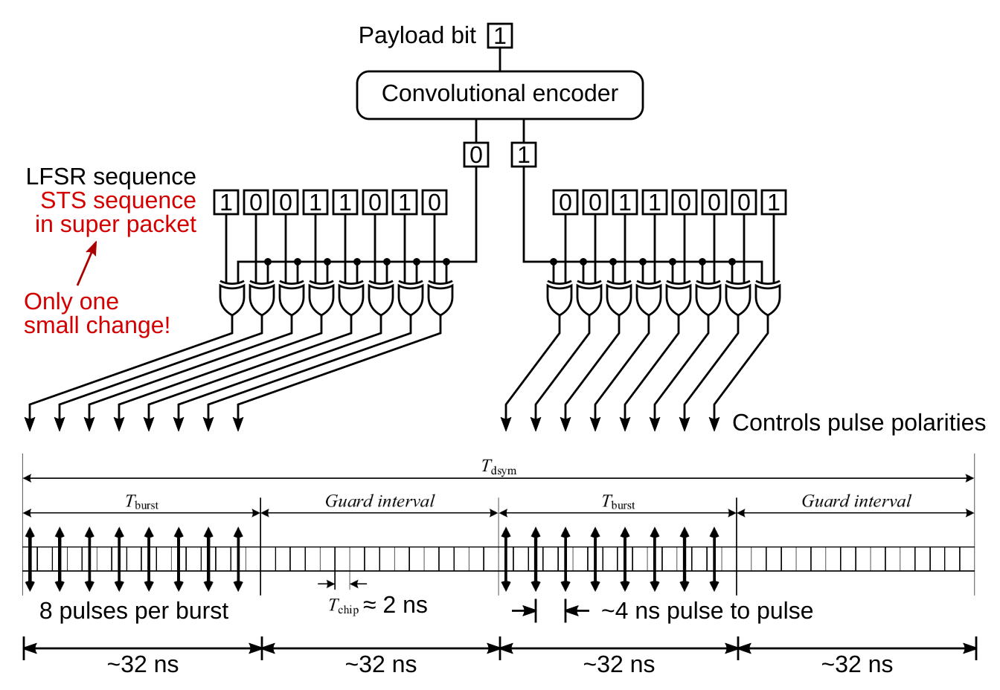 Payload bit 1
Convolutional encoder
0 1
LFSR sequence
STS sequence
in super packet
1 0 0 1 1 0 1 0
0 0 1 1 0 0 0 1
Only one
small change!
Controls pulse polarities
Tdsym
Tburst Guard interval Tburst Guard interval
Tchip ≈ 2 ns
8 pulses per burst
~4 ns pulse to pulse
~32 ns ~32 ns ~32 ns ~32 ns